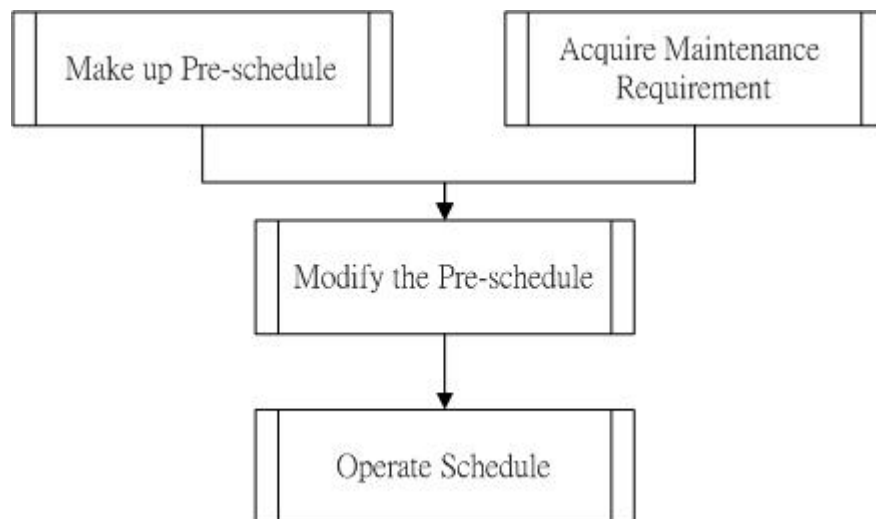 Make up Pre-schedule
Acquire Maintenance
Requirement
Modify the Pre-schedule
Operate Schedule